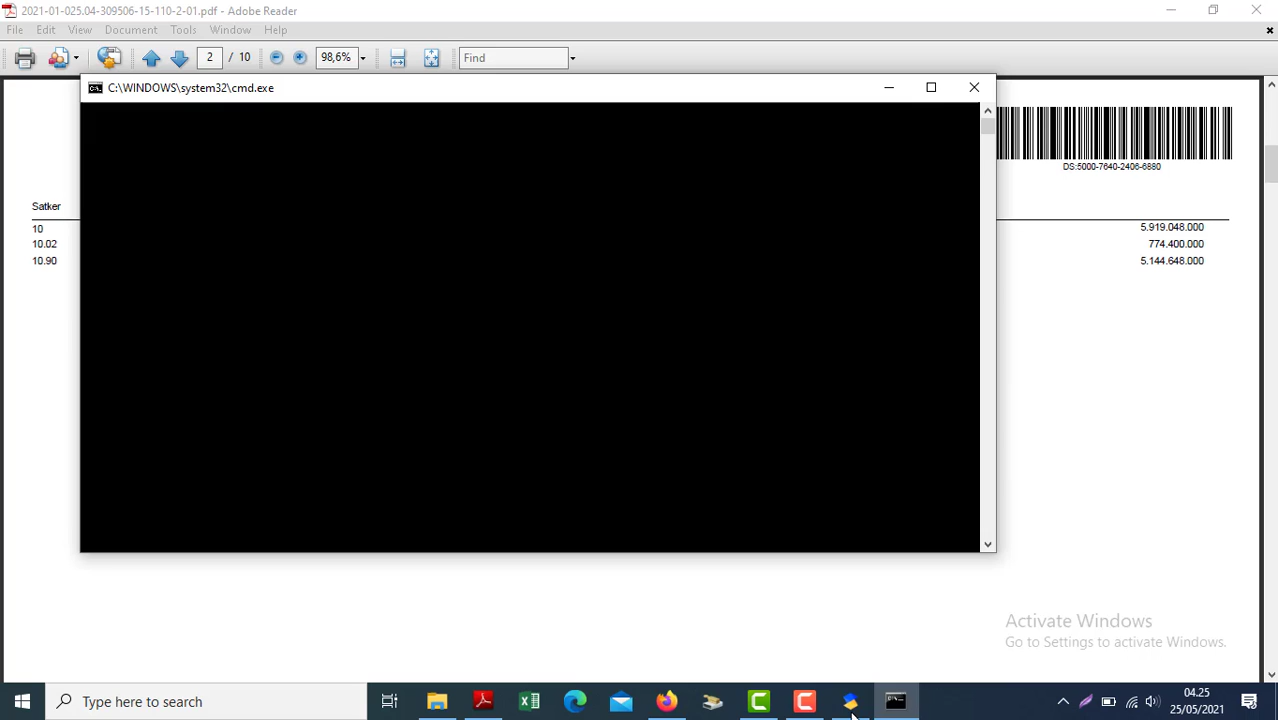 2021-01-025.04-309506-15-110-2-01.pdf - Adobe Reader
File Edit View Document Tools Window Help
2 / 10 98,6% Find
C:\WINDOWS\system32\cmd.exe
DS:5000-7640-2406-6880
Satker
10 5.919.048.000
10.02 774.400.000
10.90 5.144.648.000
Activate Windows
Go to Settings to activate Windows.
Type here to search
04.25
25/05/2021